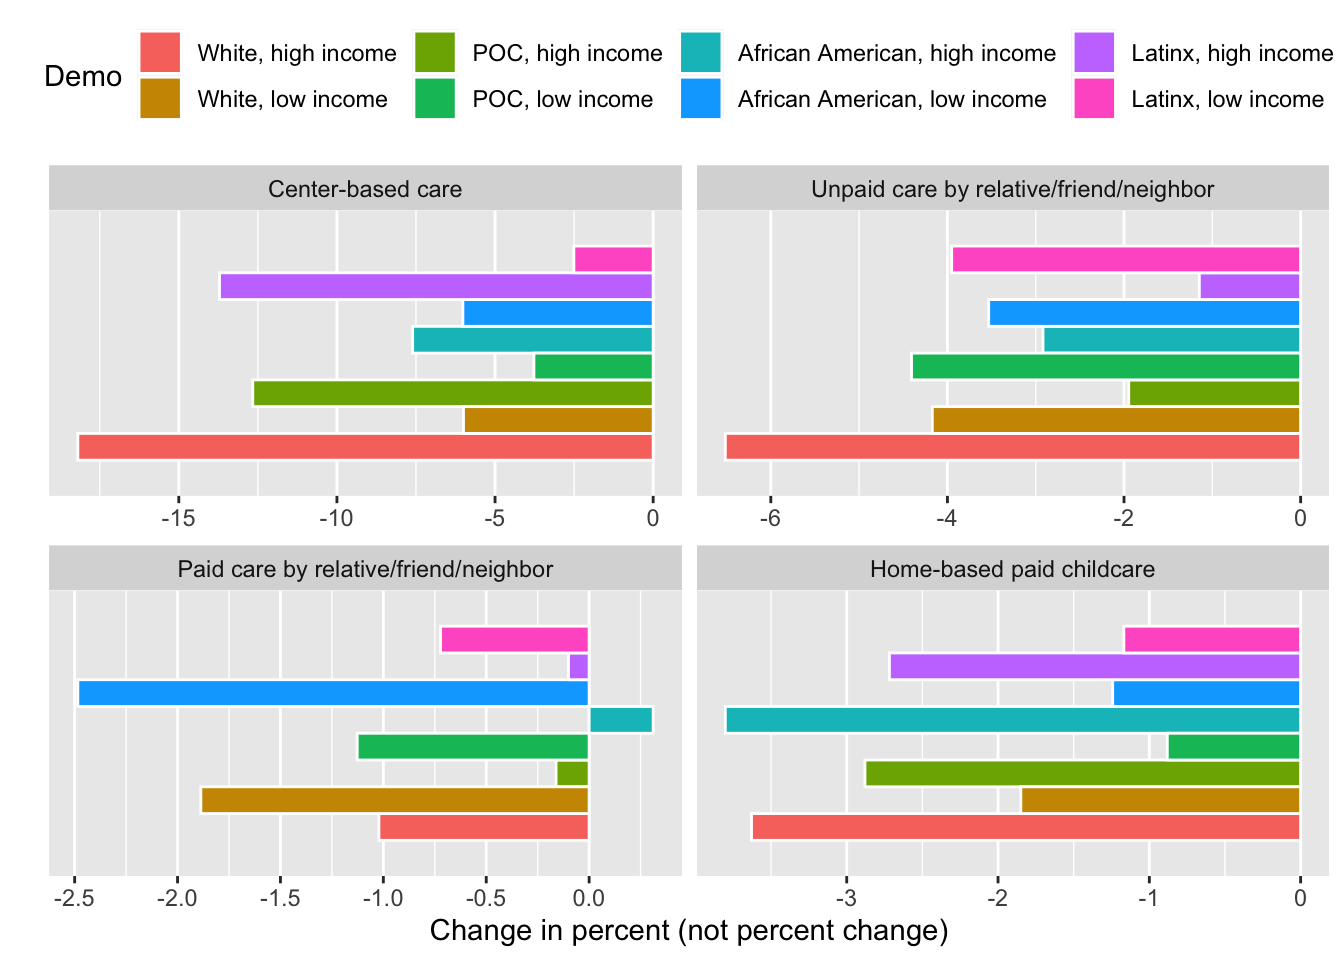 Demo
White, high income
POC, high income
African American, high income
Latinx, high income
White, low income
POC, low income
African American, low income
Latinx, low income
Center-based care
Unpaid care by relative/friend/neighbor
-15 -10 -5 0
-6 -4 -2 0
Paid care by relative/friend/neighbor
Home-based paid childcare
-2.5 -2.0 -1.5 -1.0 -0.5 0.0
-3 -2 -1 0
Change in percent (not percent change)